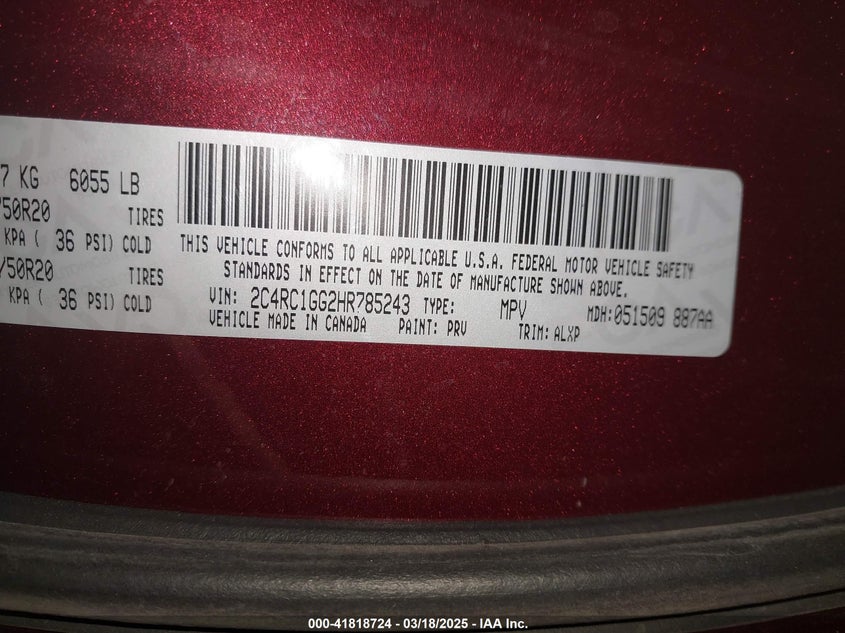 7 KG 6055 LB
/50R20 TIRES
KPA ( 36 PSI) COLD
/50R20 TIRES
KPA ( 36 PSI) COLD
THIS VEHICLE CONFORMS TO ALL APPLICABLE U.S.A. FEDERAL MOTOR VEHICLE SAFETY
STANDARDS IN EFFECT ON THE DATE OF MANUFACTURE SHOWN ABOVE.
VIN: 2C4RC1GG2HR785243 TYPE: MPV MDH:051509 887AA
VEHICLE MADE IN CANADA PAINT: PRV TRIM: ALXP
000-41818724 - 03/18/2025 - IAA Inc.